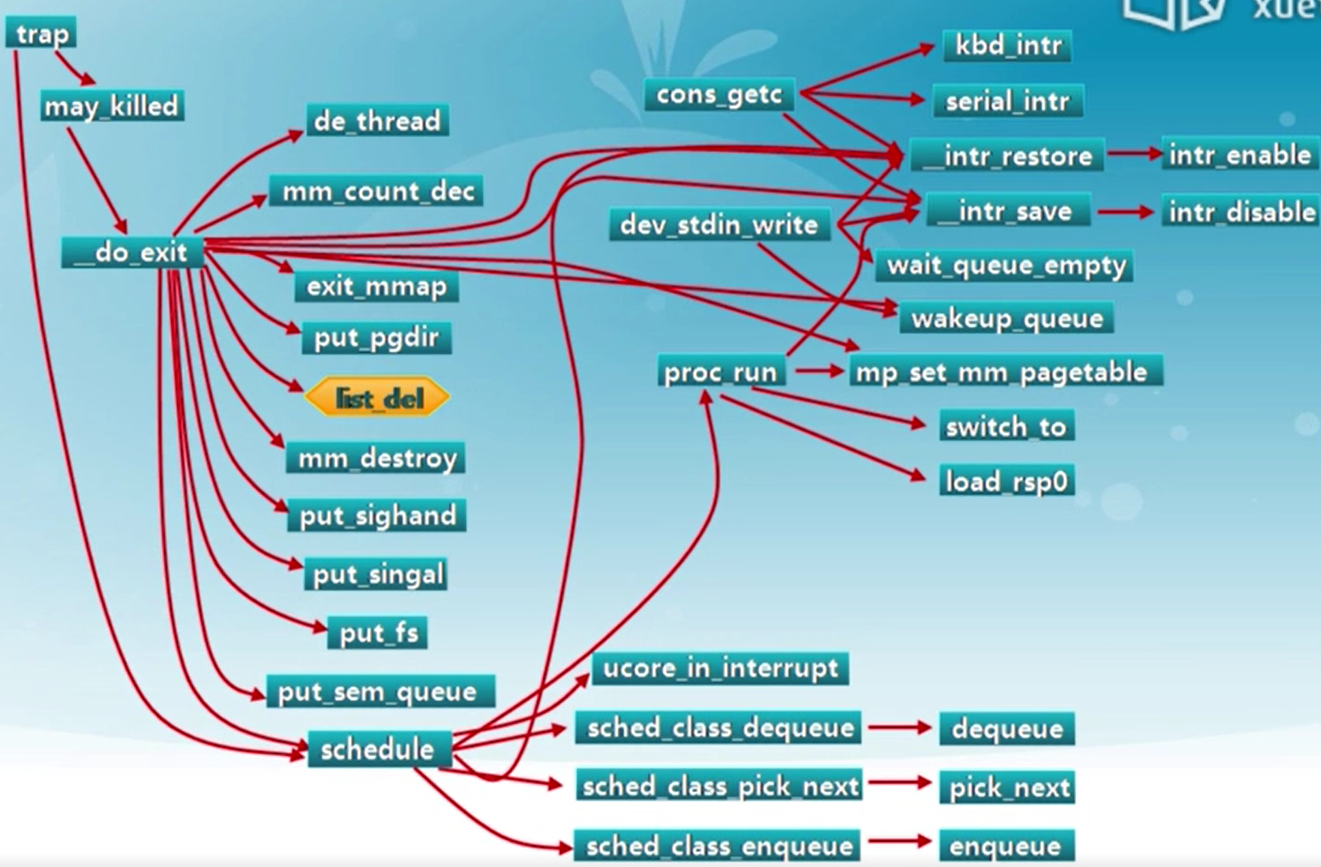 xue
trap
kbd_intr
cons_getc
serial_intr
may_killed
de_thread
__intr_restore
intr_enable
mm_count_dec
__intr_save
intr_disable
dev_stdin_write
__do_exit
wait_queue_empty
exit_mmap
wakeup_queue
put_pgdir
proc_run
mp_set_mm_pagetable
list_del
switch_to
mm_destroy
load_rsp0
put_sighand
put_singal
put_fs
ucore_in_interrupt
put_sem_queue
sched_class_dequeue
dequeue
schedule
sched_class_pick_next
pick_next
sched_class_enqueue
enqueue